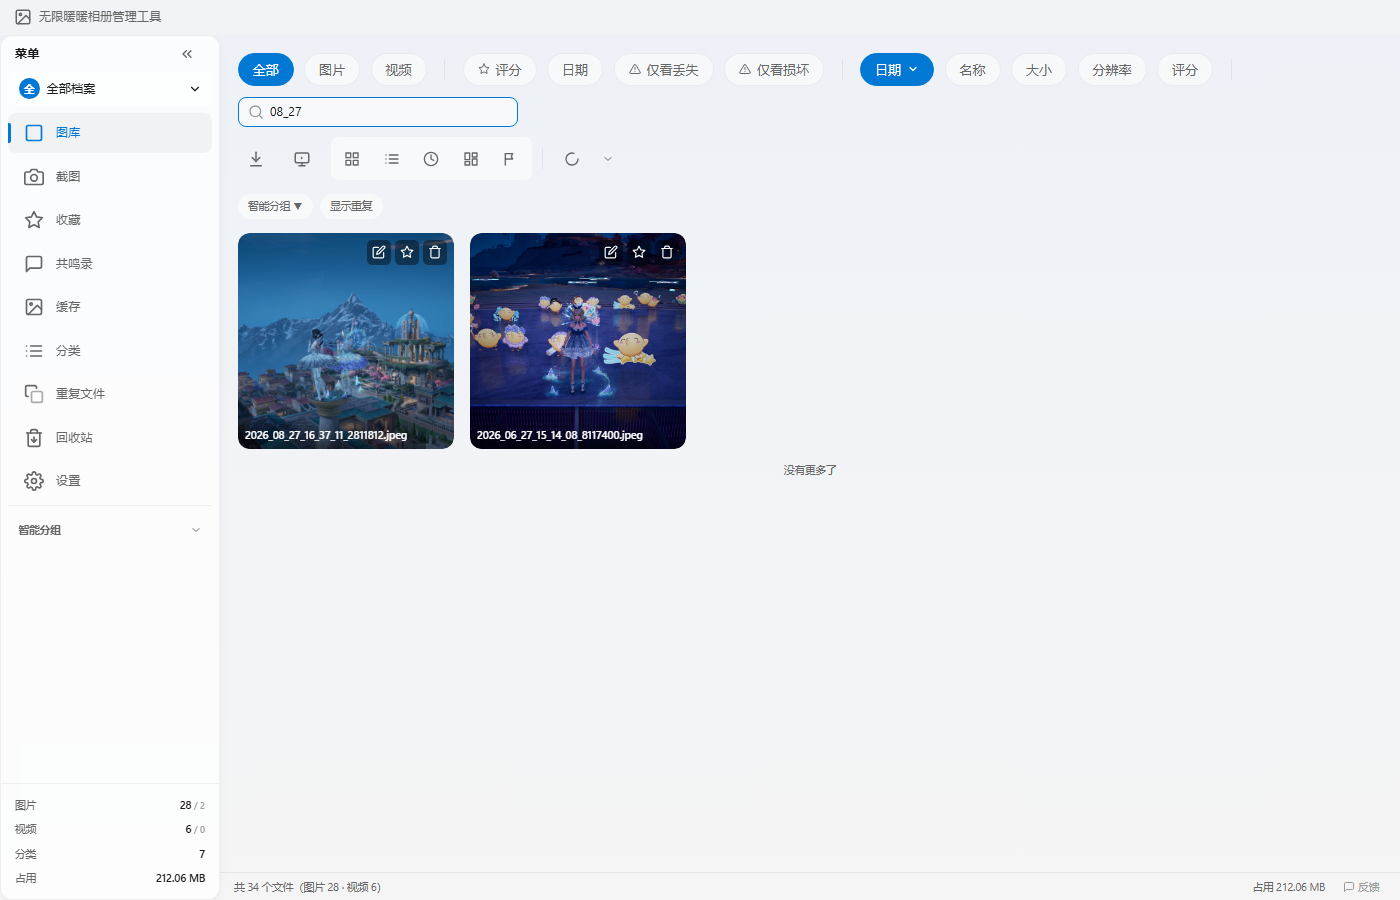 无限暖暖相册管理工具
菜单
全 全部档案
图库
截图
收藏
共鸣录
缓存
分类
重复文件
回收站
设置
智能分组
图片 28 / 2
视频 6 / 0
分类 7
占用 212.06 MB
全部 图片 视频 评分 日期 仅看丢失 仅看损坏 日期 名称 大小 分辨率 评分
08_27
智能分组▼ 显示重复
2026_08_27_16_37_11_2811812.jpeg
2026_06_27_15_14_08_8117400.jpeg
没有更多了
共 34 个文件（图片 28 · 视频 6）
占用 212.06 MB 反馈